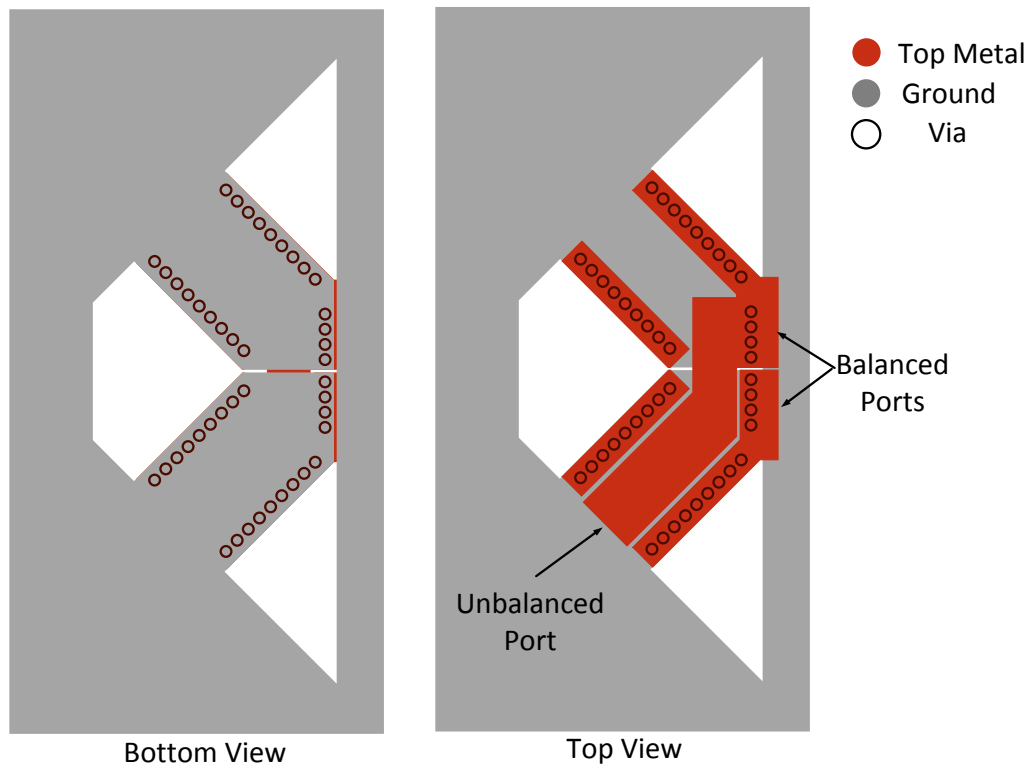 Top Metal
Ground
Via
Balanced
Ports
Unbalanced
Port
Bottom View
Top View